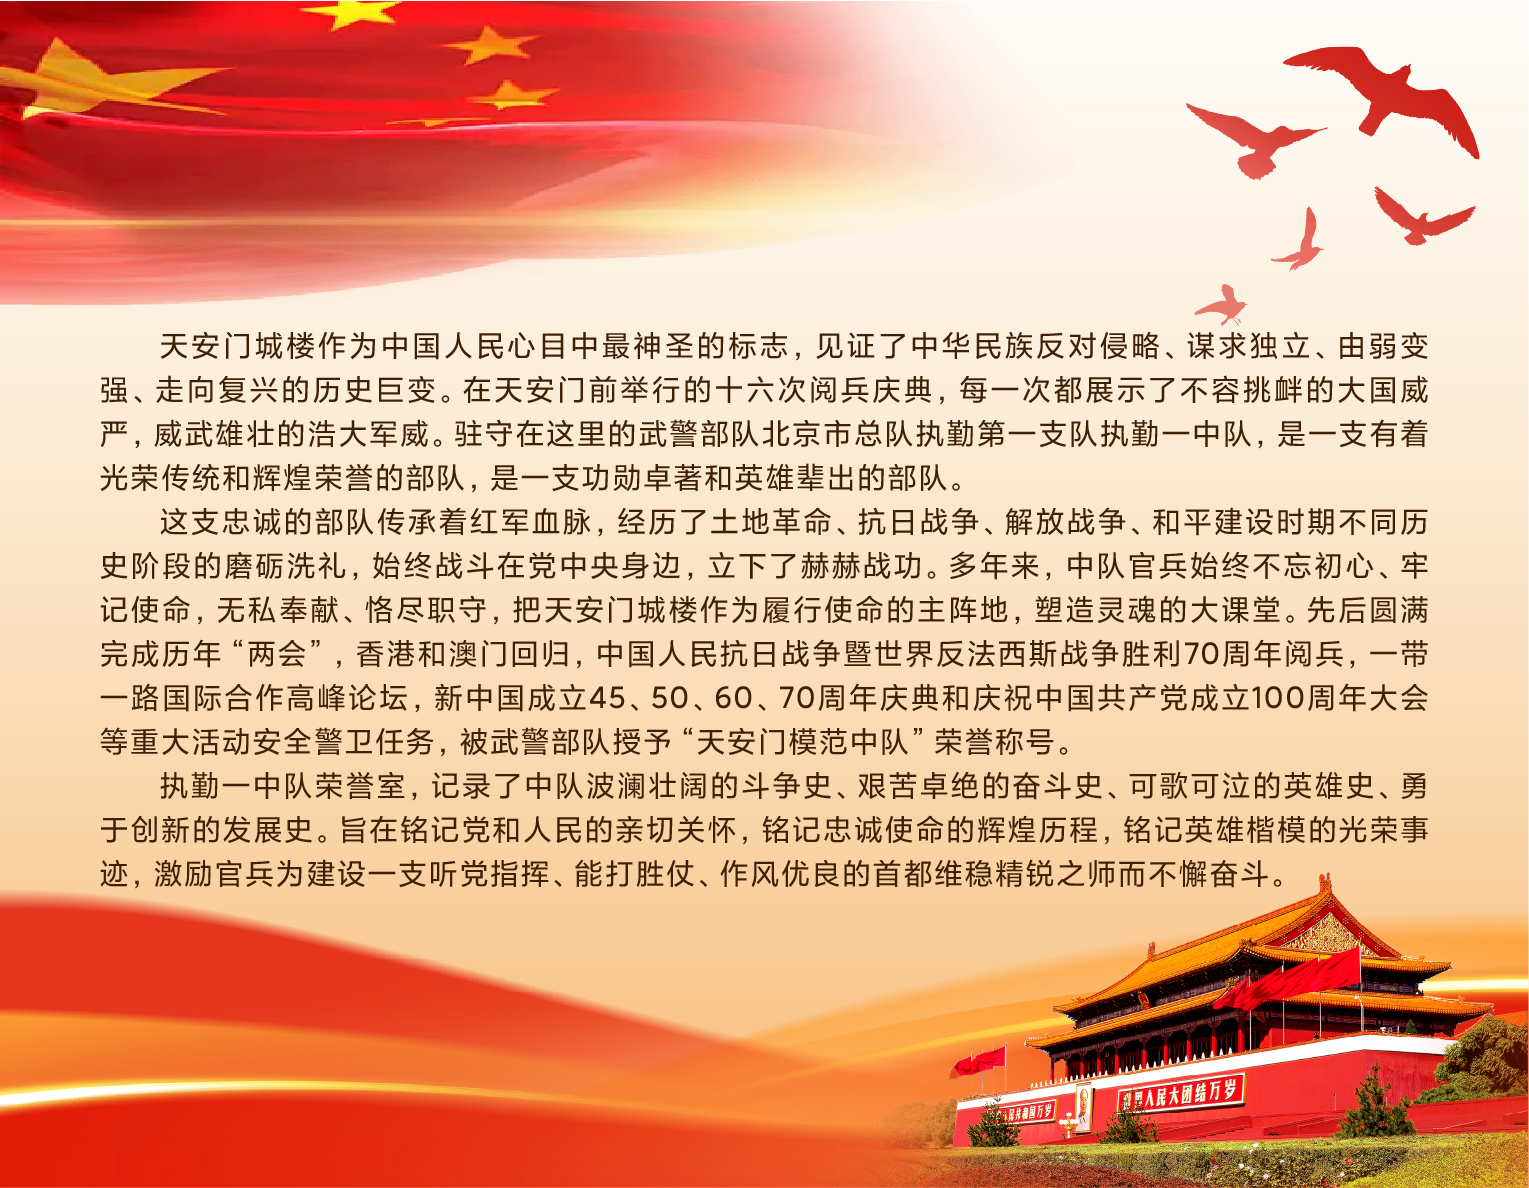 天安门城楼作为中国人民心目中最神圣的标志，见证了中华民族反对侵略、谋求独立、由弱变
强、走向复兴的历史巨变。在天安门前举行的十六次阅兵庆典，每一次都展示了不容挑衅的大国威
严，威武雄壮的浩大军威。驻守在这里的武警部队北京市总队执勤第一支队执勤一中队，是一支有着
光荣传统和辉煌荣誉的部队，是一支功勋卓著和英雄辈出的部队。
这支忠诚的部队传承着红军血脉，经历了土地革命、抗日战争、解放战争、和平建设时期不同历
史阶段的磨砺洗礼，始终战斗在党中央身边，立下了赫赫战功。多年来，中队官兵始终不忘初心、牢
记使命，无私奉献、恪尽职守，把天安门城楼作为履行使命的主阵地，塑造灵魂的大课堂。先后圆满
完成历年“两会”，香港和澳门回归，中国人民抗日战争暨世界反法西斯战争胜利70周年阅兵，一带
一路国际合作高峰论坛，新中国成立45、50、60、70周年庆典和庆祝中国共产党成立100周年大会
等重大活动安全警卫任务，被武警部队授予“天安门模范中队”荣誉称号。
执勤一中队荣誉室，记录了中队波澜壮阔的斗争史、艰苦卓绝的奋斗史、可歌可泣的英雄史、勇
于创新的发展史。旨在铭记党和人民的亲切关怀，铭记忠诚使命的辉煌历程，铭记英雄楷模的光荣事
迹，激励官兵为建设一支听党指挥、能打胜仗、作风优良的首都维稳精锐之师而不懈奋斗。
人民共和国万岁
世界人民大团结万岁